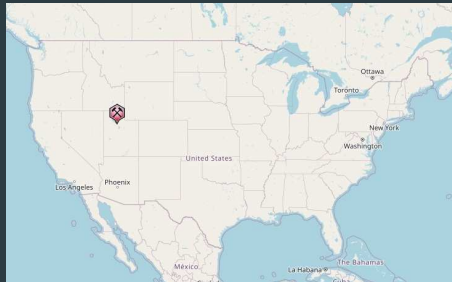 Ottawa
Toronto
New York
Washington
United States
Phoenix
Los Angeles
México
The Bahamas
La Habana